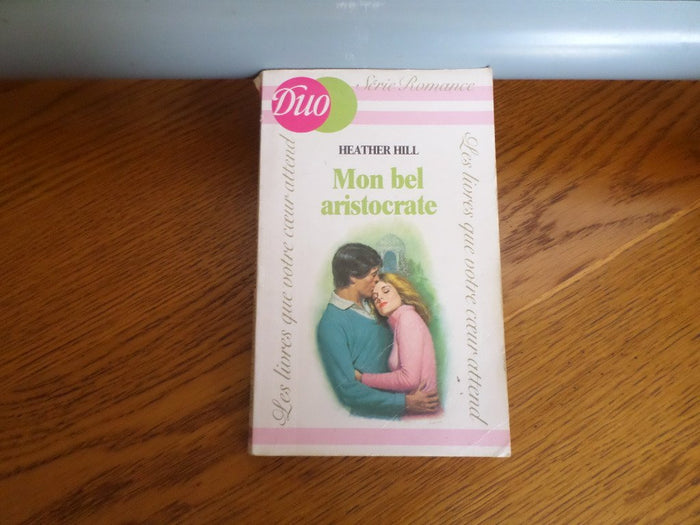 Duo
Série Romance
HEATHER HILL
Mon bel
aristocrate
Les livres que votre cœur attend
Les livres que votre cœur attend